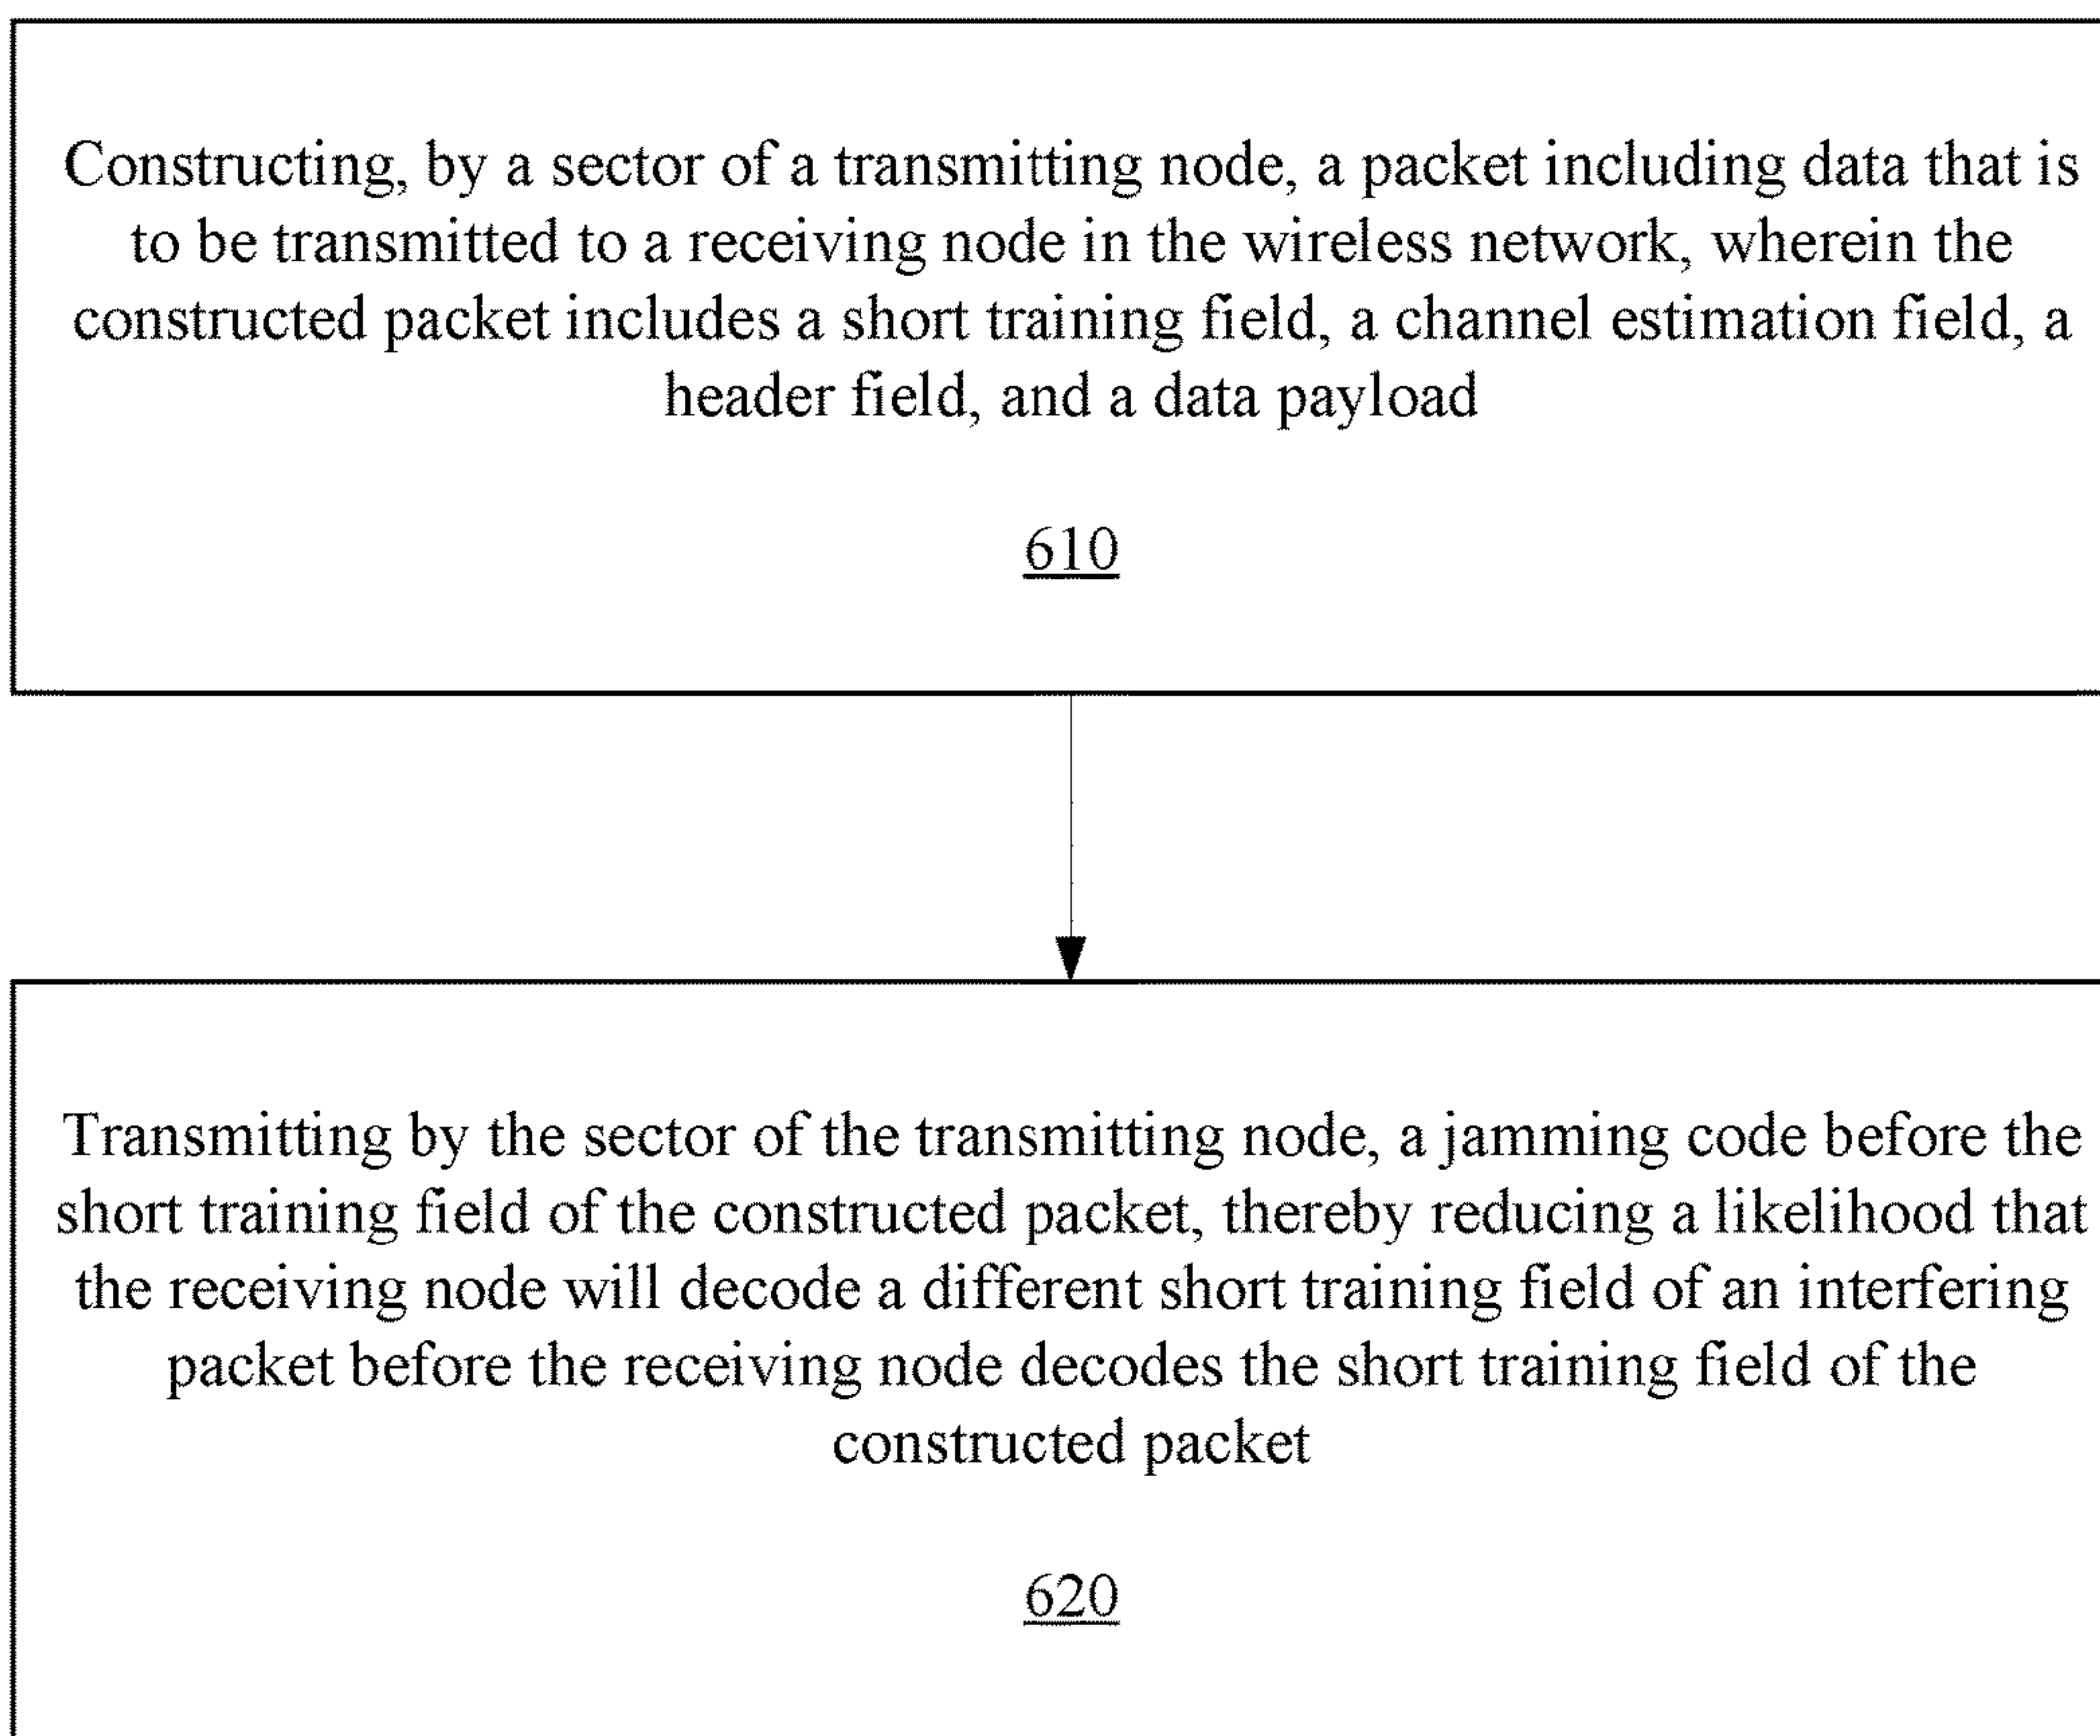 Constructing, by a sector of a transmitting node, a packet including data that is
to be transmitted to a receiving node in the wireless network, wherein the
constructed packet includes a short training field, a channel estimation field, a
header field, and a data payload
610
Transmitting by the sector of the transmitting node, a jamming code before the
short training field of the constructed packet, thereby reducing a likelihood that
the receiving node will decode a different short training field of an interfering
packet before the receiving node decodes the short training field of the
constructed packet
620